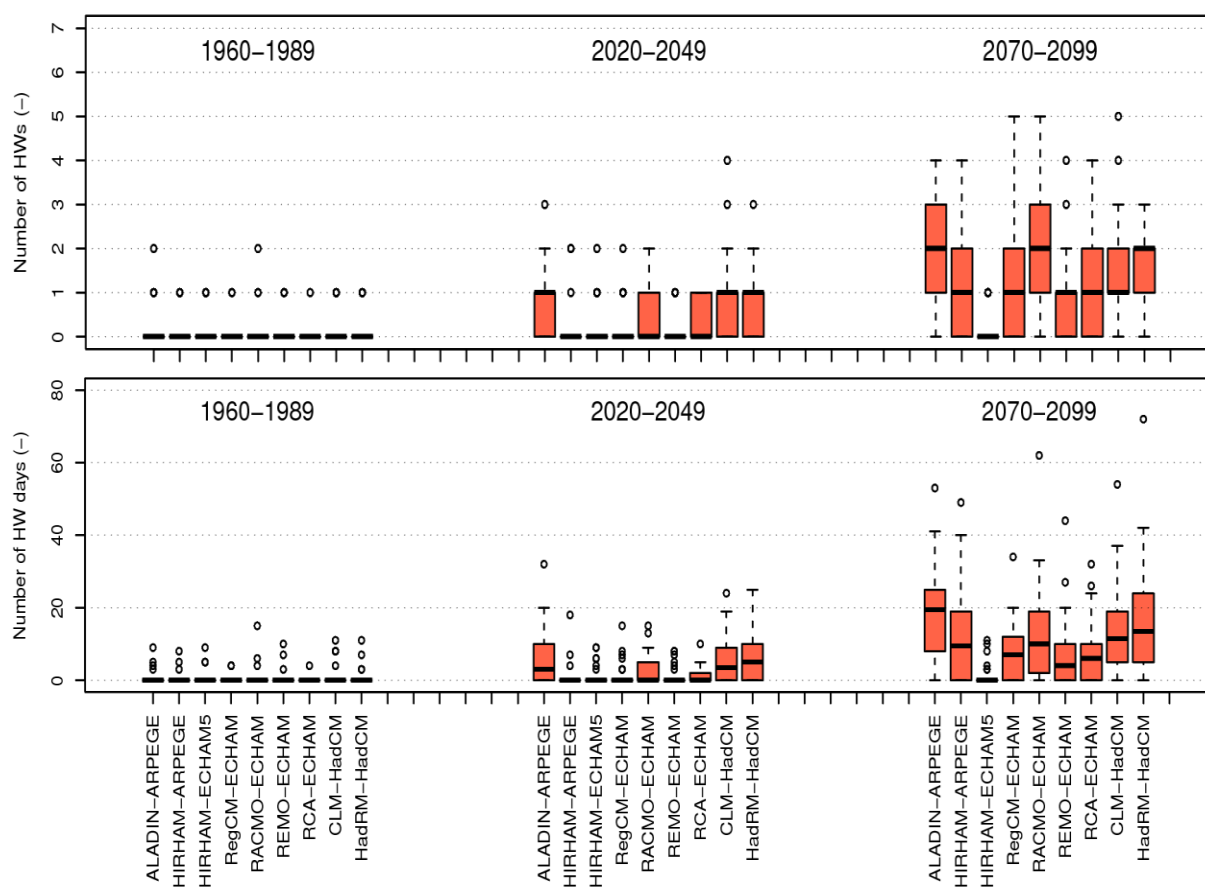 Number of HWs (−)
7
6
5
4
3
2
1
0
1960−1989
2020−2049
2070−2099
Number of HW days (−)
80
60
40
20
0
1960−1989
2020−2049
2070−2099
ALADIN−ARPEGE
HIRHAM−ARPEGE
HIRHAM−ECHAM5
RegCM−ECHAM
RACMO−ECHAM
REMO−ECHAM
RCA−ECHAM
CLM−HadCM
HadRM−HadCM
ALADIN−ARPEGE
HIRHAM−ARPEGE
HIRHAM−ECHAM5
RegCM−ECHAM
RACMO−ECHAM
REMO−ECHAM
RCA−ECHAM
CLM−HadCM
HadRM−HadCM
ALADIN−ARPEGE
HIRHAM−ARPEGE
HIRHAM−ECHAM5
RegCM−ECHAM
RACMO−ECHAM
REMO−ECHAM
RCA−ECHAM
CLM−HadCM
HadRM−HadCM